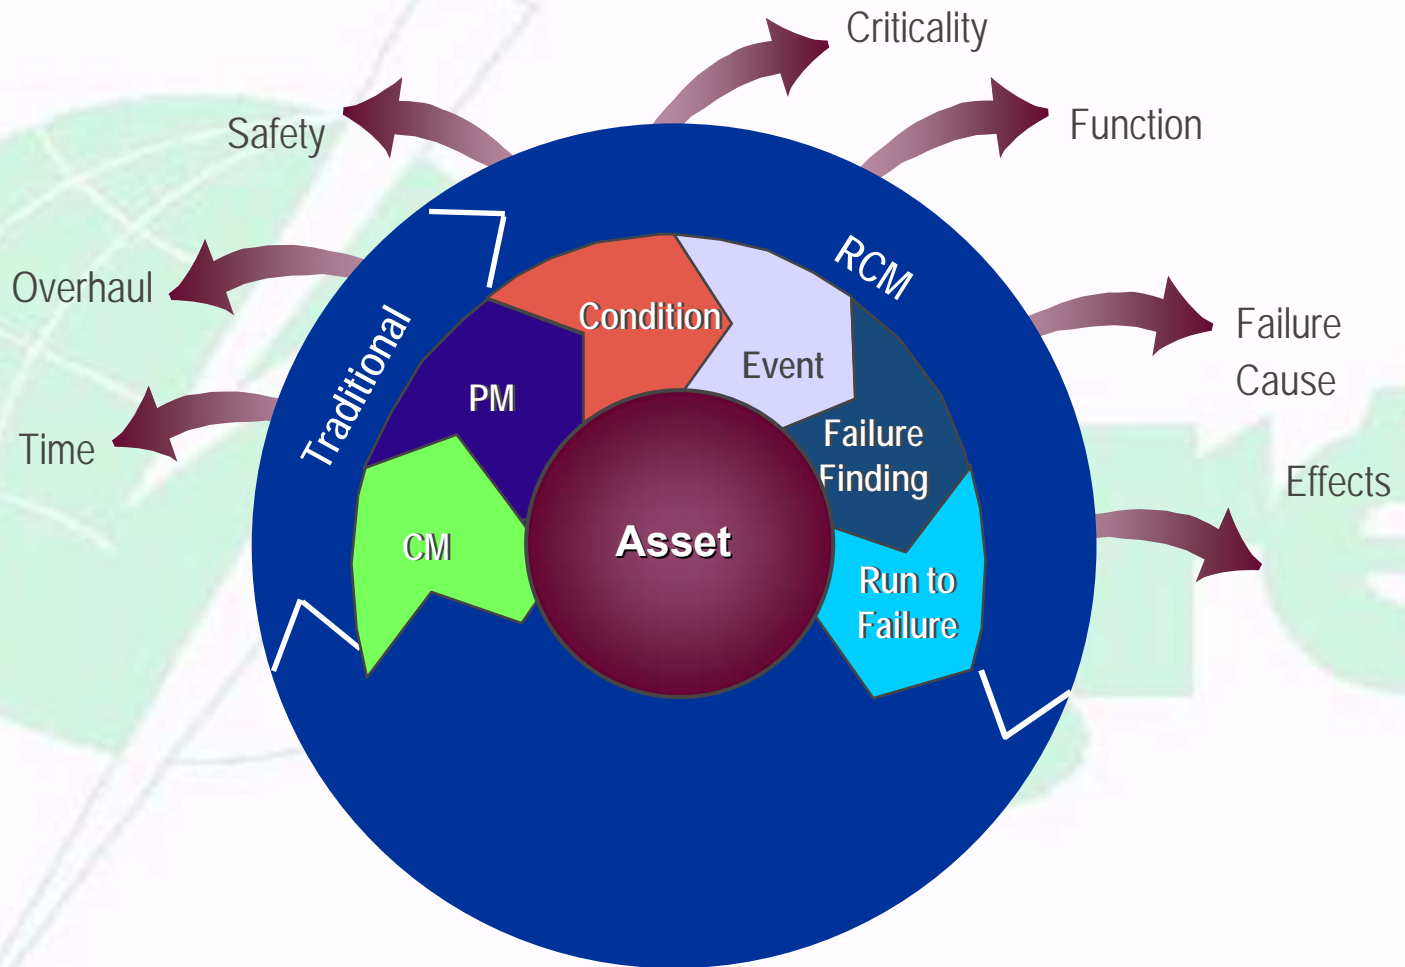 Criticality
Safety
Function
Overhaul
Traditional
RCM
Failure
Cause
Time
Effects
Condition
Event
PM
Failure
Finding
CM
Asset
Run to
Failure